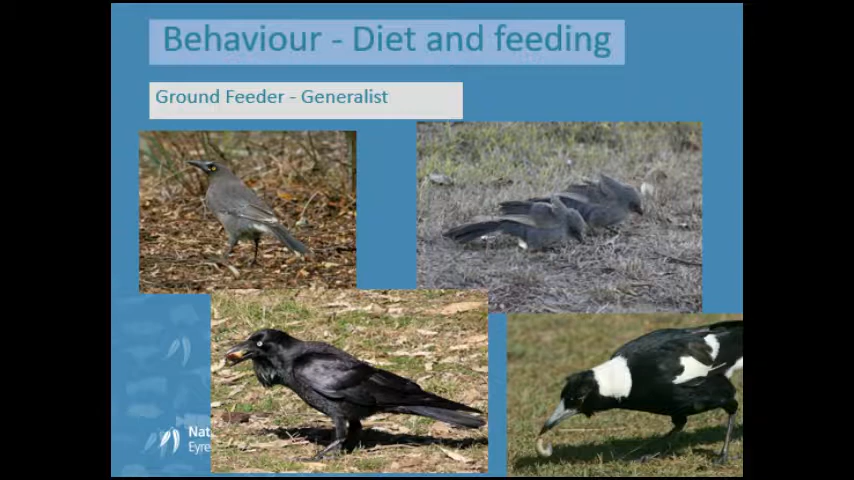 Behaviour - Diet and feeding
Ground Feeder - Generalist
Nat
Eyre